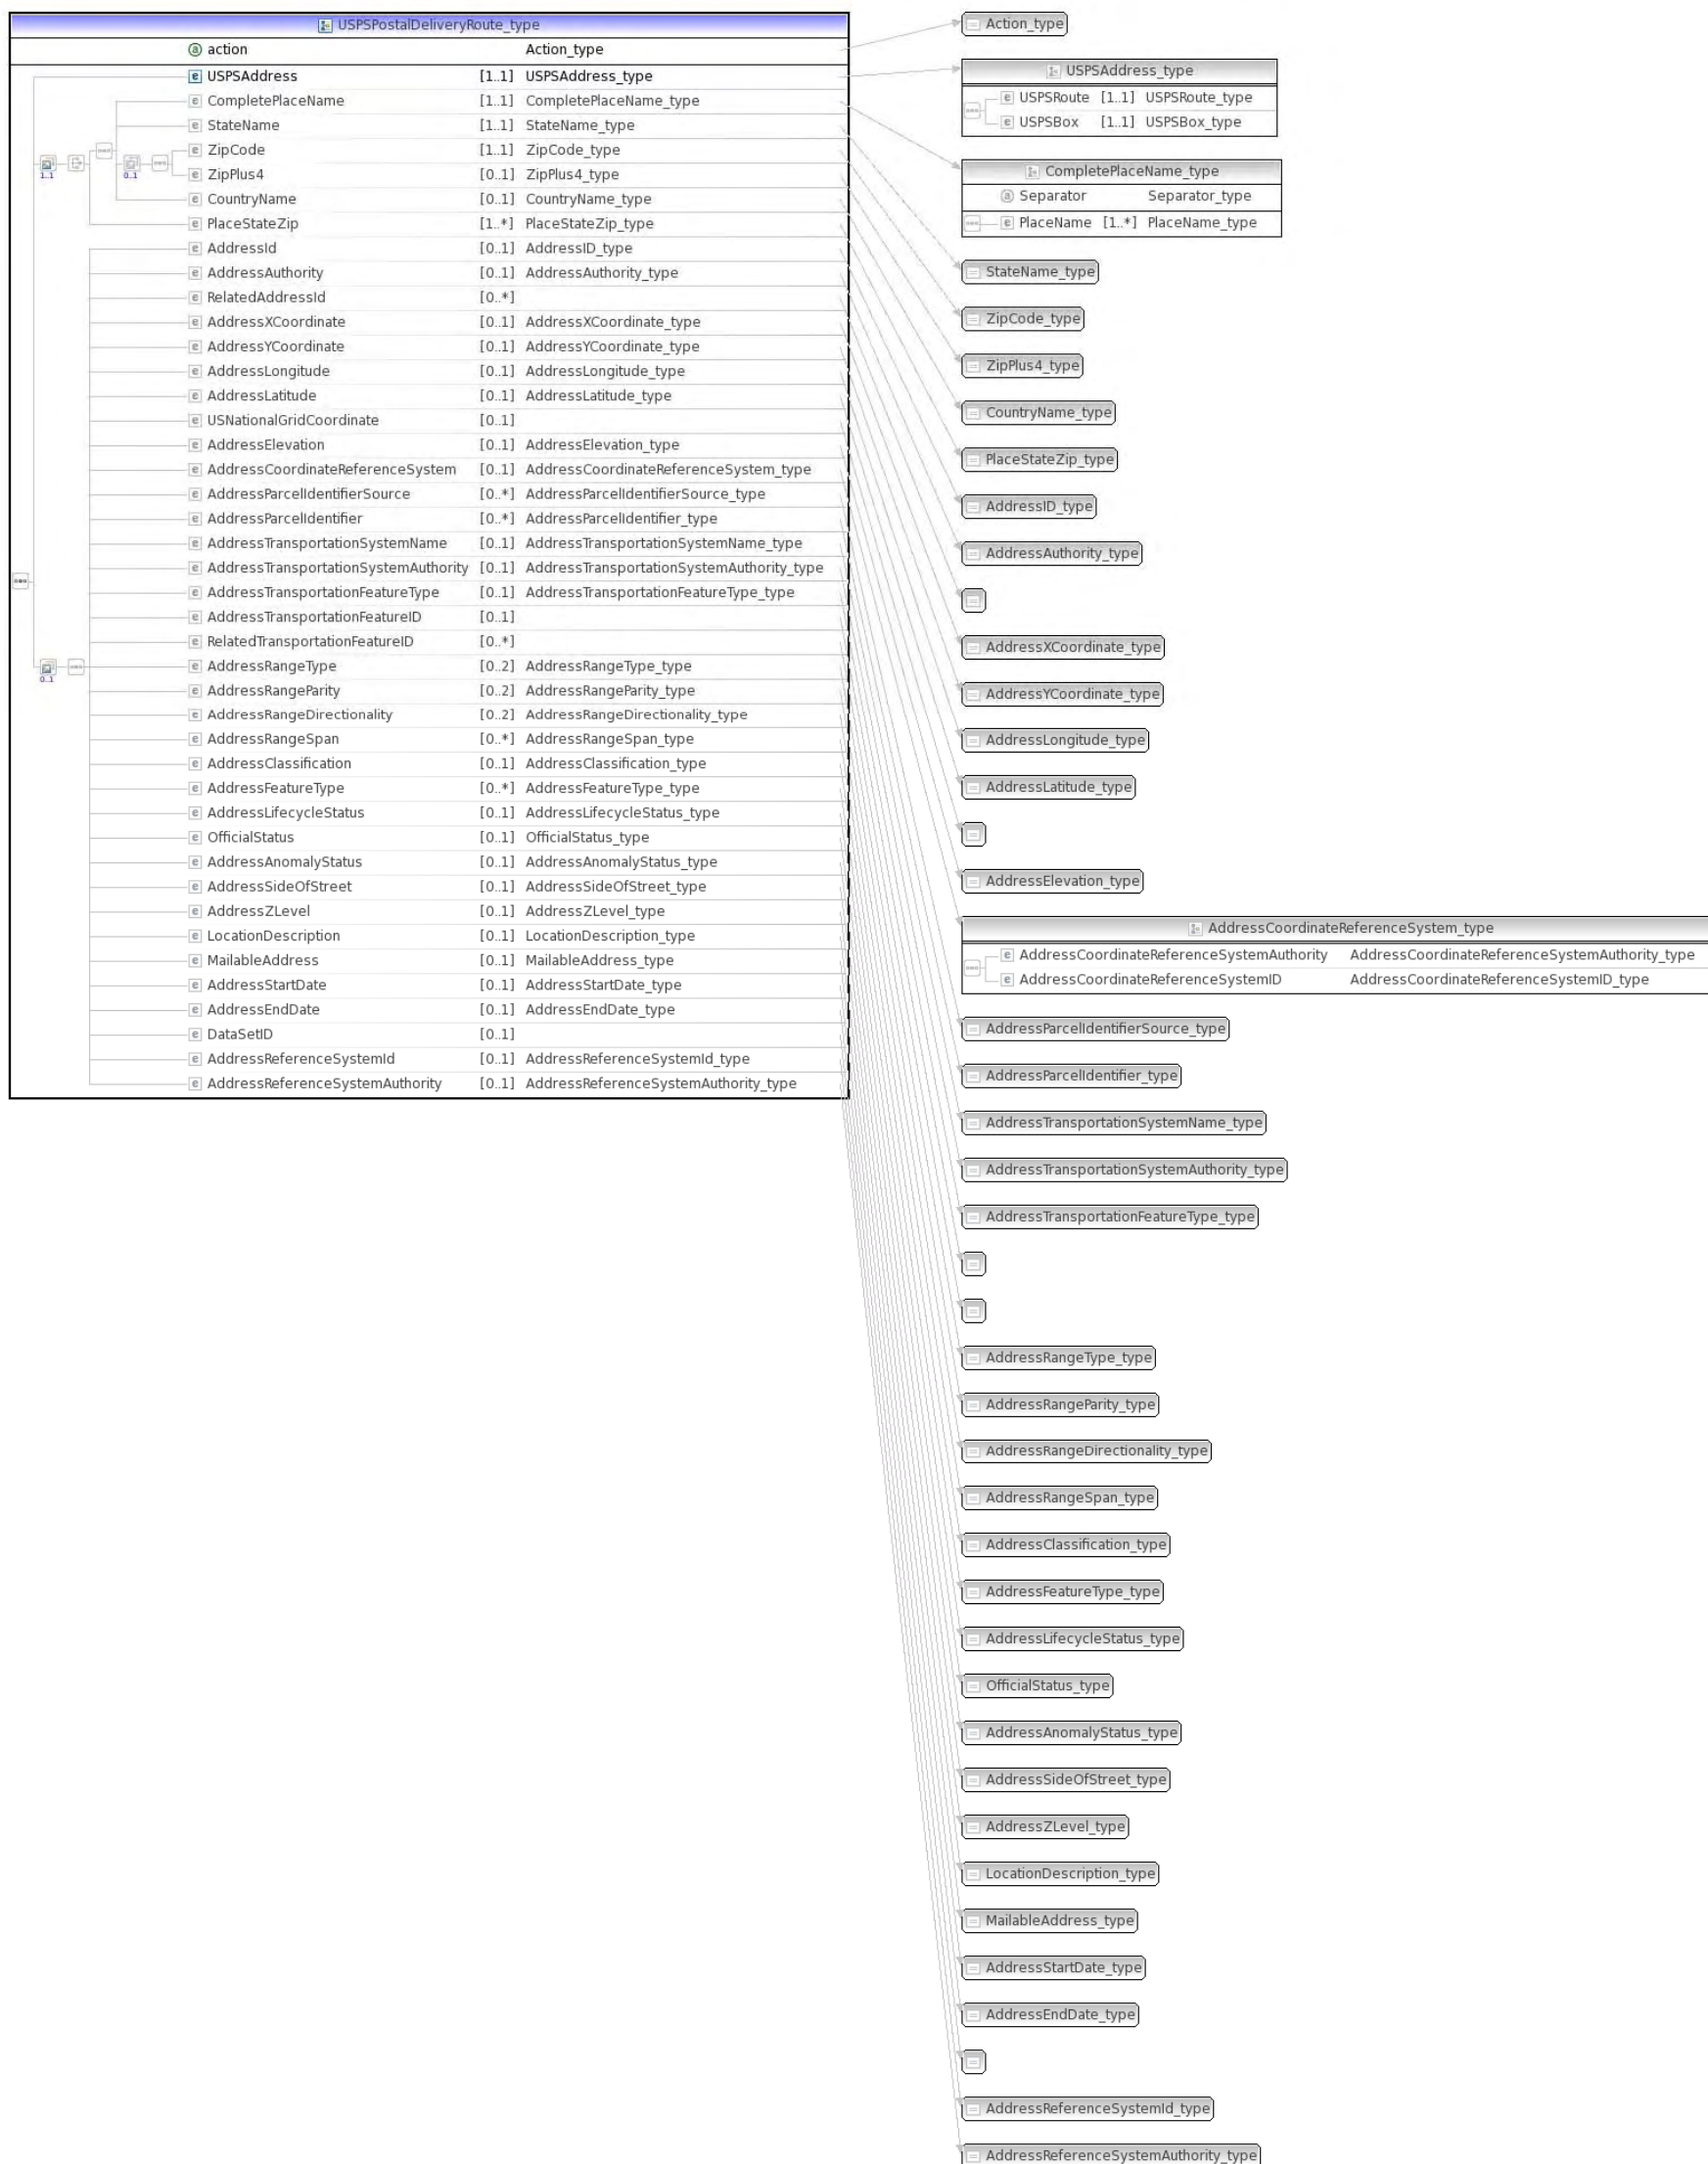 USPSPostalDeliveryRoute_type
action Action_type
USPSAddress [1..1] USPSAddress_type
CompletePlaceName [1..1] CompletePlaceName_type
StateName [1..1] StateName_type
ZipCode [1..1] ZipCode_type
ZipPlus4 [0..1] ZipPlus4_type
CountryName [0..1] CountryName_type
PlaceStateZip [1..*] PlaceStateZip_type
AddressId [0..1] AddressID_type
AddressAuthority [0..1] AddressAuthority_type
RelatedAddressId [0..*]
AddressXCoordinate [0..1] AddressXCoordinate_type
AddressYCoordinate [0..1] AddressYCoordinate_type
AddressLongitude [0..1] AddressLongitude_type
AddressLatitude [0..1] AddressLatitude_type
USNationalGridCoordinate [0..1]
AddressElevation [0..1] AddressElevation_type
AddressCoordinateReferenceSystem [0..1] AddressCoordinateReferenceSystem_type
AddressParcelIdentifierSource [0..*] AddressParcelIdentifierSource_type
AddressParcelIdentifier [0..*] AddressParcelIdentifier_type
AddressTransportationSystemName [0..1] AddressTransportationSystemName_type
AddressTransportationSystemAuthority [0..1] AddressTransportationSystemAuthority_type
AddressTransportationFeatureType [0..1] AddressTransportationFeatureType_type
AddressTransportationFeatureID [0..1]
RelatedTransportationFeatureID [0..*]
AddressRangeType [0..2] AddressRangeType_type
AddressRangeParity [0..2] AddressRangeParity_type
AddressRangeDirectionality [0..2] AddressRangeDirectionality_type
AddressRangeSpan [0..*] AddressRangeSpan_type
AddressClassification [0..1] AddressClassification_type
AddressFeatureType [0..*] AddressFeatureType_type
AddressLifecycleStatus [0..1] AddressLifecycleStatus_type
OfficialStatus [0..1] OfficialStatus_type
AddressAnomalyStatus [0..1] AddressAnomalyStatus_type
AddressSideOfStreet [0..1] AddressSideOfStreet_type
AddressZLevel [0..1] AddressZLevel_type
LocationDescription [0..1] LocationDescription_type
MailableAddress [0..1] MailableAddress_type
AddressStartDate [0..1] AddressStartDate_type
AddressEndDate [0..1] AddressEndDate_type
DataSetID [0..1]
AddressReferenceSystemId [0..1] AddressReferenceSystemId_type
AddressReferenceSystemAuthority [0..1] AddressReferenceSystemAuthority_type
1..1
0..1
0..1
Action_type
USPSAddress_type
USPSRoute [1..1] USPSRoute_type
USPSBox [1..1] USPSBox_type
CompletePlaceName_type
Separator Separator_type
PlaceName [1..*] PlaceName_type
StateName_type
ZipCode_type
ZipPlus4_type
CountryName_type
PlaceStateZip_type
AddressID_type
AddressAuthority_type
AddressXCoordinate_type
AddressYCoordinate_type
AddressLongitude_type
AddressLatitude_type
AddressElevation_type
AddressCoordinateReferenceSystem_type
AddressCoordinateReferenceSystemAuthority AddressCoordinateReferenceSystemAuthority_type
AddressCoordinateReferenceSystemID AddressCoordinateReferenceSystemID_type
AddressParcelIdentifierSource_type
AddressParcelIdentifier_type
AddressTransportationSystemName_type
AddressTransportationSystemAuthority_type
AddressTransportationFeatureType_type
AddressRangeType_type
AddressRangeParity_type
AddressRangeDirectionality_type
AddressRangeSpan_type
AddressClassification_type
AddressFeatureType_type
AddressLifecycleStatus_type
OfficialStatus_type
AddressAnomalyStatus_type
AddressSideOfStreet_type
AddressZLevel_type
LocationDescription_type
MailableAddress_type
AddressStartDate_type
AddressEndDate_type
AddressReferenceSystemId_type
AddressReferenceSystemAuthority_type